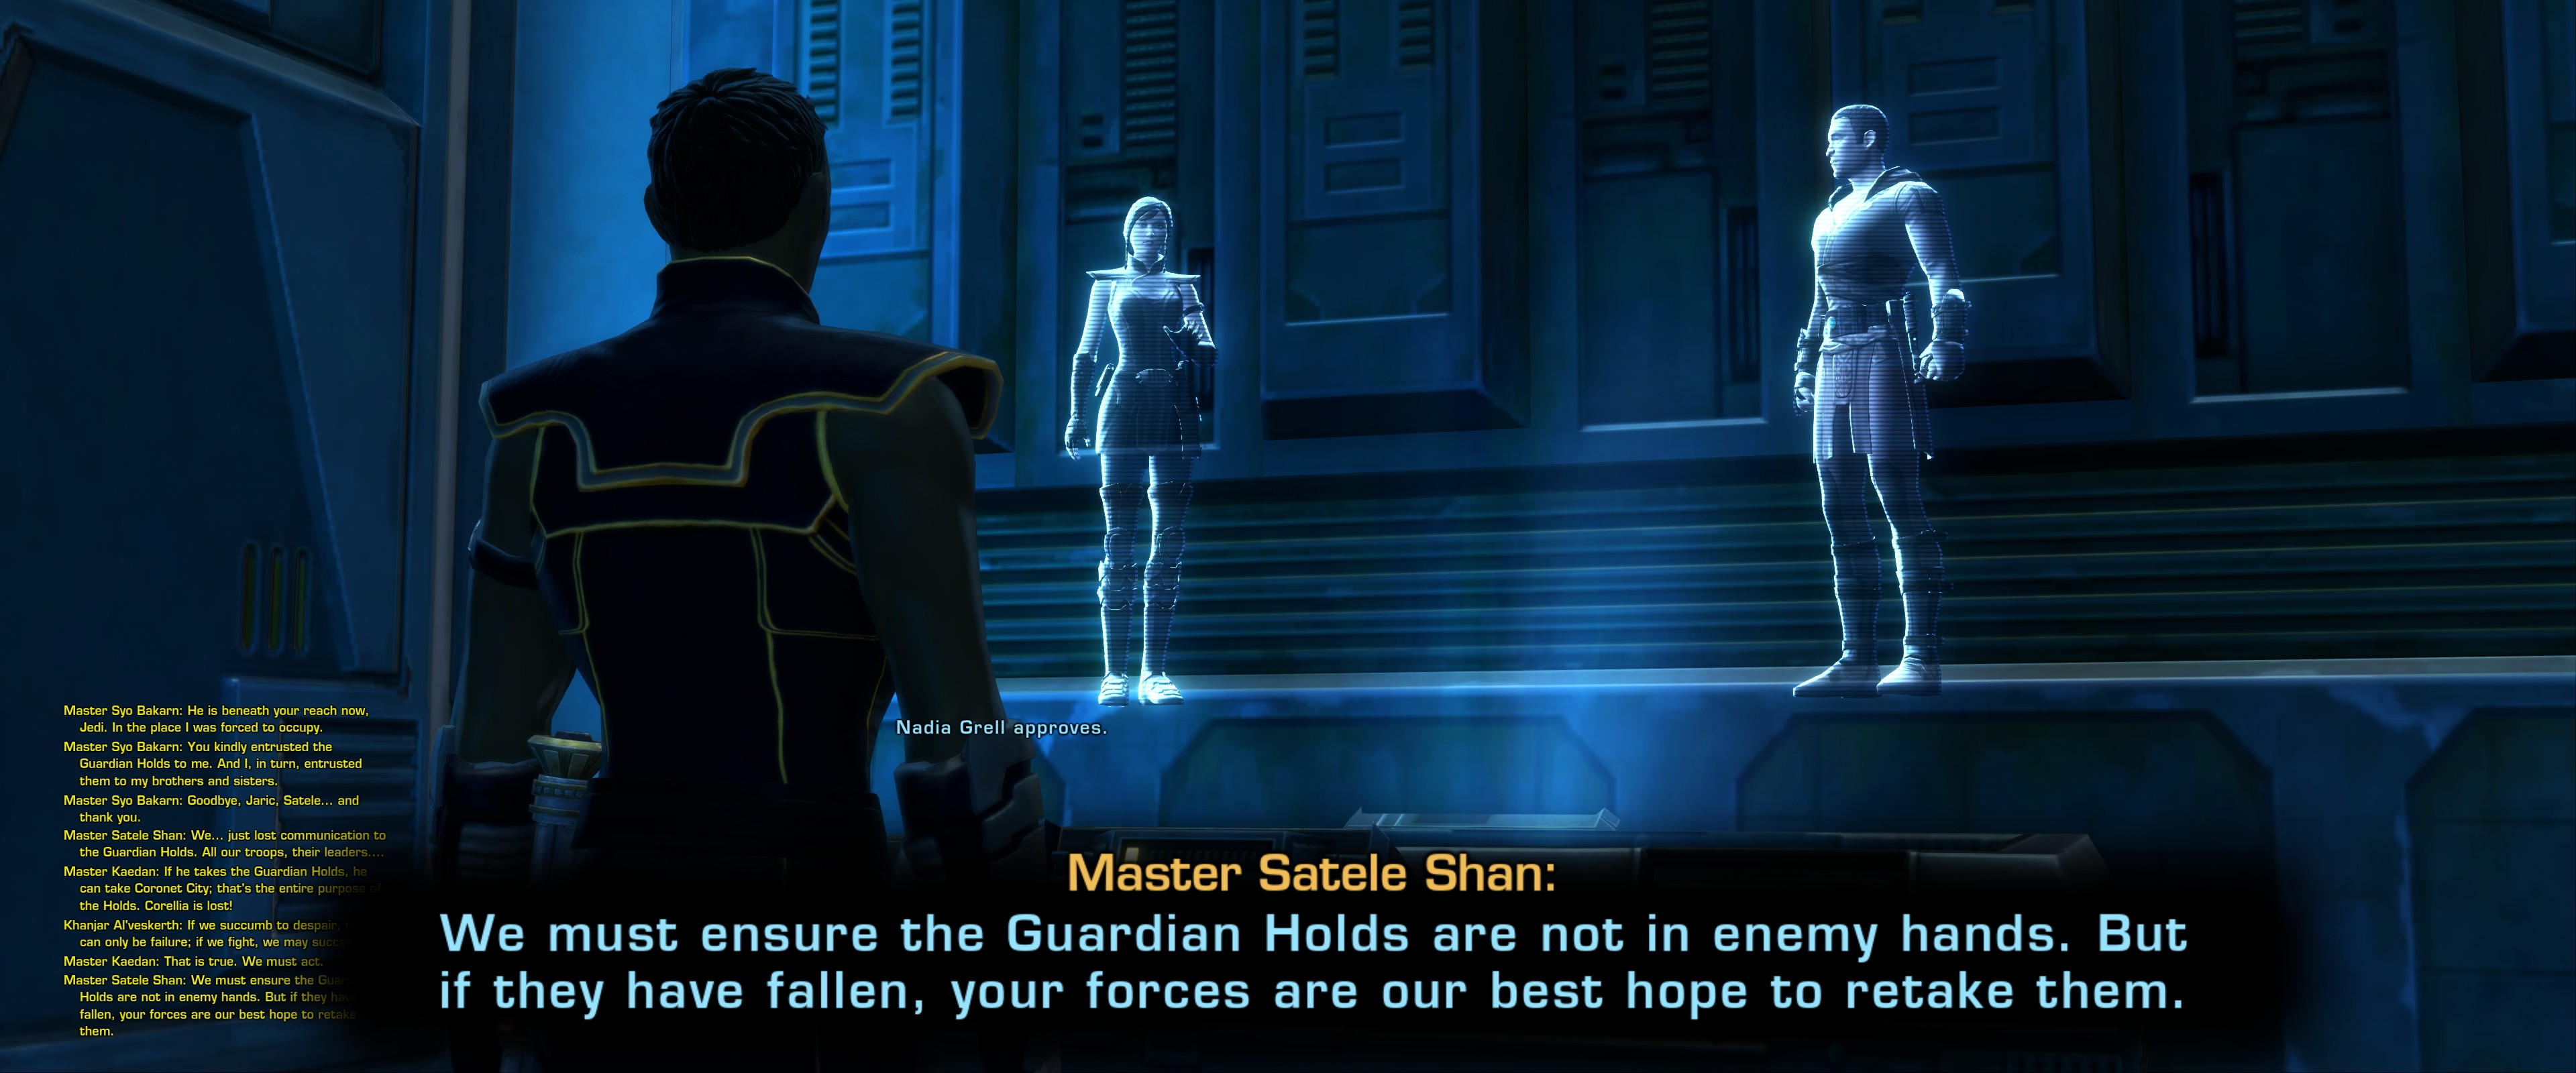 Master Syo Bakarn: He is beneath your reach now,
Jedi. In the place I was forced to occupy.
Master Syo Bakarn: You kindly entrusted the
Guardian Holds to me. And I, in turn, entrusted
them to my brothers and sisters.
Master Syo Bakarn: Goodbye, Jaric, Satele... and
thank you.
Master Satele Shan: We... just lost communication to
the Guardian Holds. All our troops, their leaders....
Master Kaedan: If he takes the Guardian Holds, he
can take Coronet City; that's the entire purpose of
the Holds. Corellia is lost!
Khanjar Al'veskerth: If we succumb to despair,
can only be failure; if we fight, we may
Master Kaedan: That is true. We must act.
Master Satele Shan: We must ensure the
Holds are not in enemy hands. But if they have
fallen, your forces are our best hope to retake
them.
Nadia Grell approves.
Master Satele Shan:
We must ensure the Guardian Holds are not in enemy hands. But
if they have fallen, your forces are our best hope to retake them.